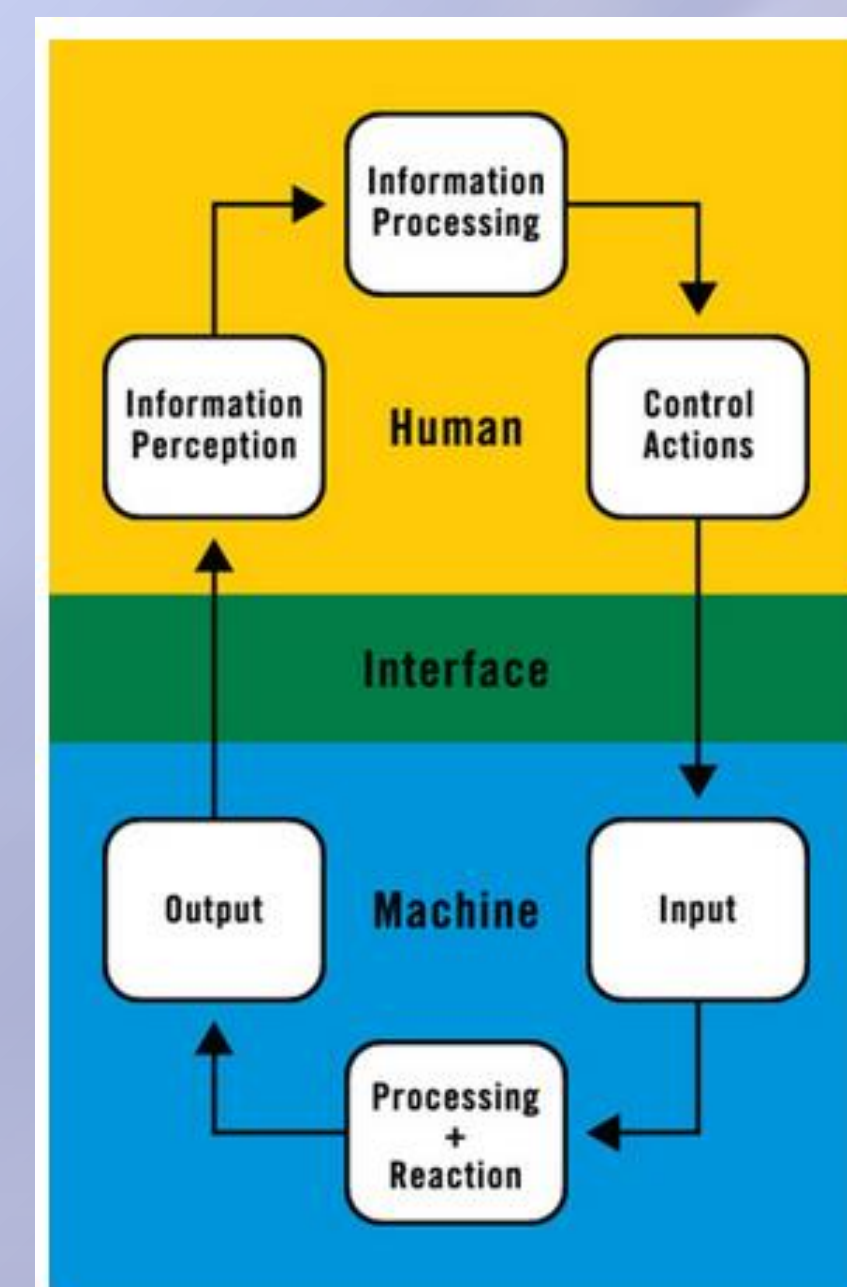 Information
Processing
Information
Perception
Human
Control
Actions
Interface
Output
Machine
Input
Processing
+
Reaction